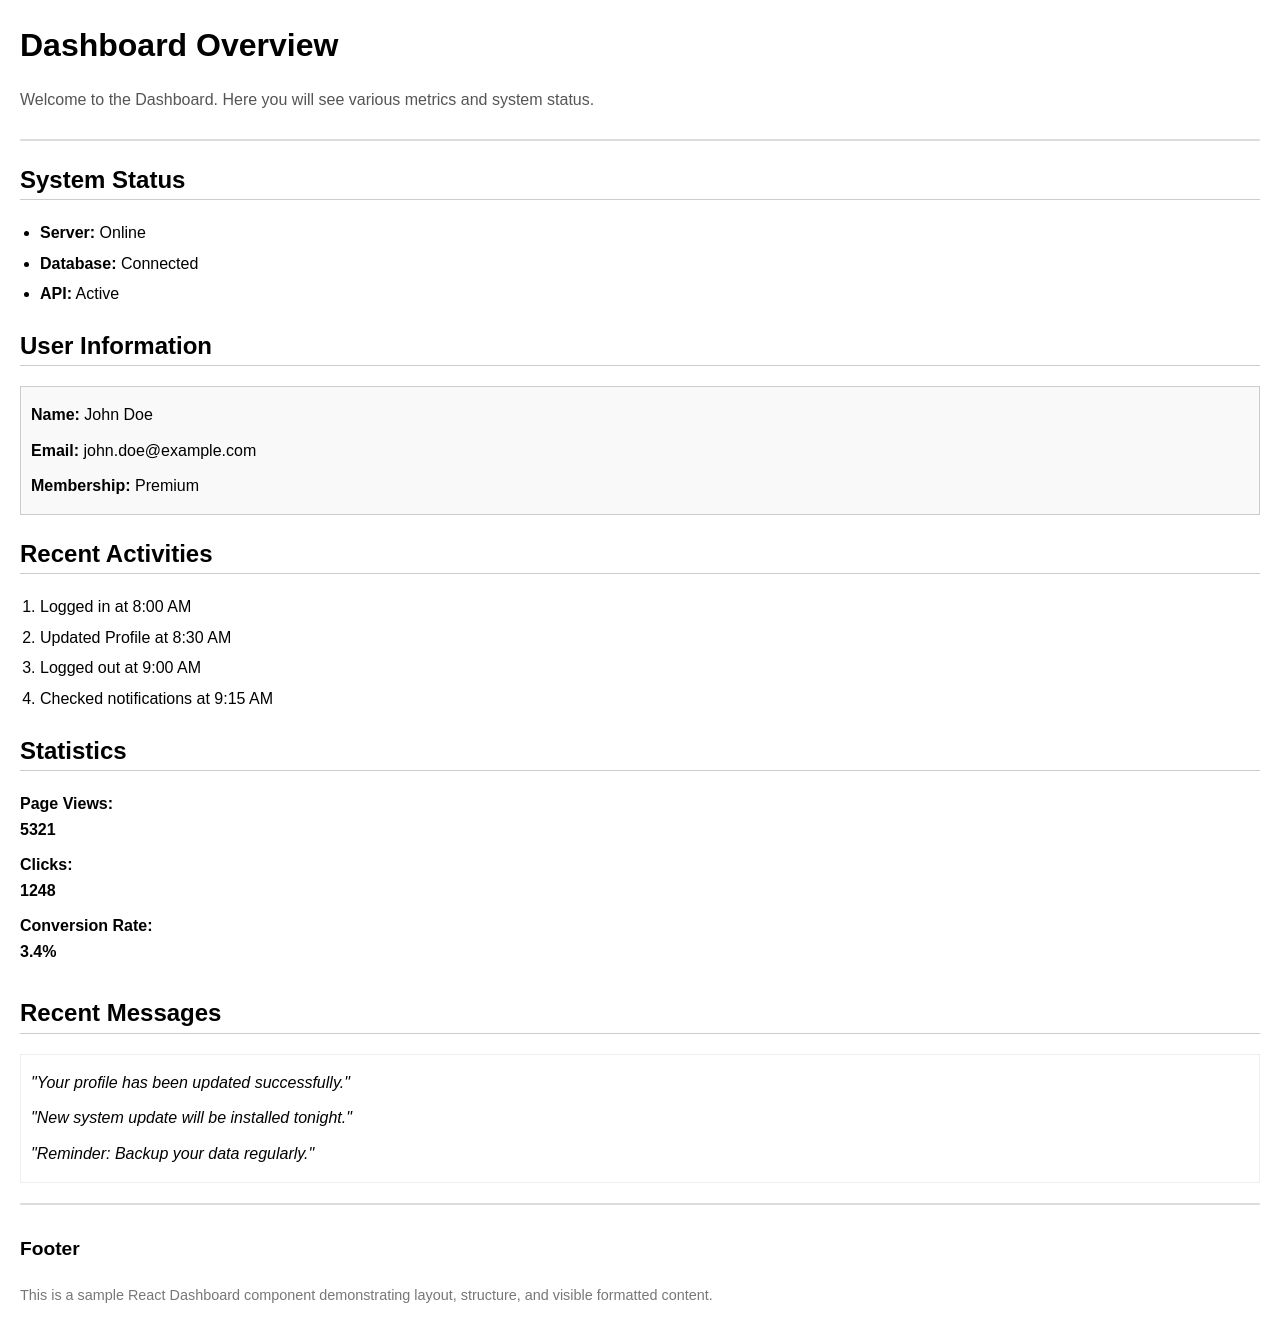 Dashboard Overview
Welcome to the Dashboard. Here you will see various metrics and system status.
System Status
• Server: Online
• Database: Connected
• API: Active
User Information
Name: John Doe
Email: john.doe@example.com
Membership: Premium
Recent Activities
1. Logged in at 8:00 AM
2. Updated Profile at 8:30 AM
3. Logged out at 9:00 AM
4. Checked notifications at 9:15 AM
Statistics
Page Views:
5321
Clicks:
1248
Conversion Rate:
3.4%
Recent Messages
"Your profile has been updated successfully."
"New system update will be installed tonight."
"Reminder: Backup your data regularly."
Footer
This is a sample React Dashboard component demonstrating layout, structure, and visible formatted content.